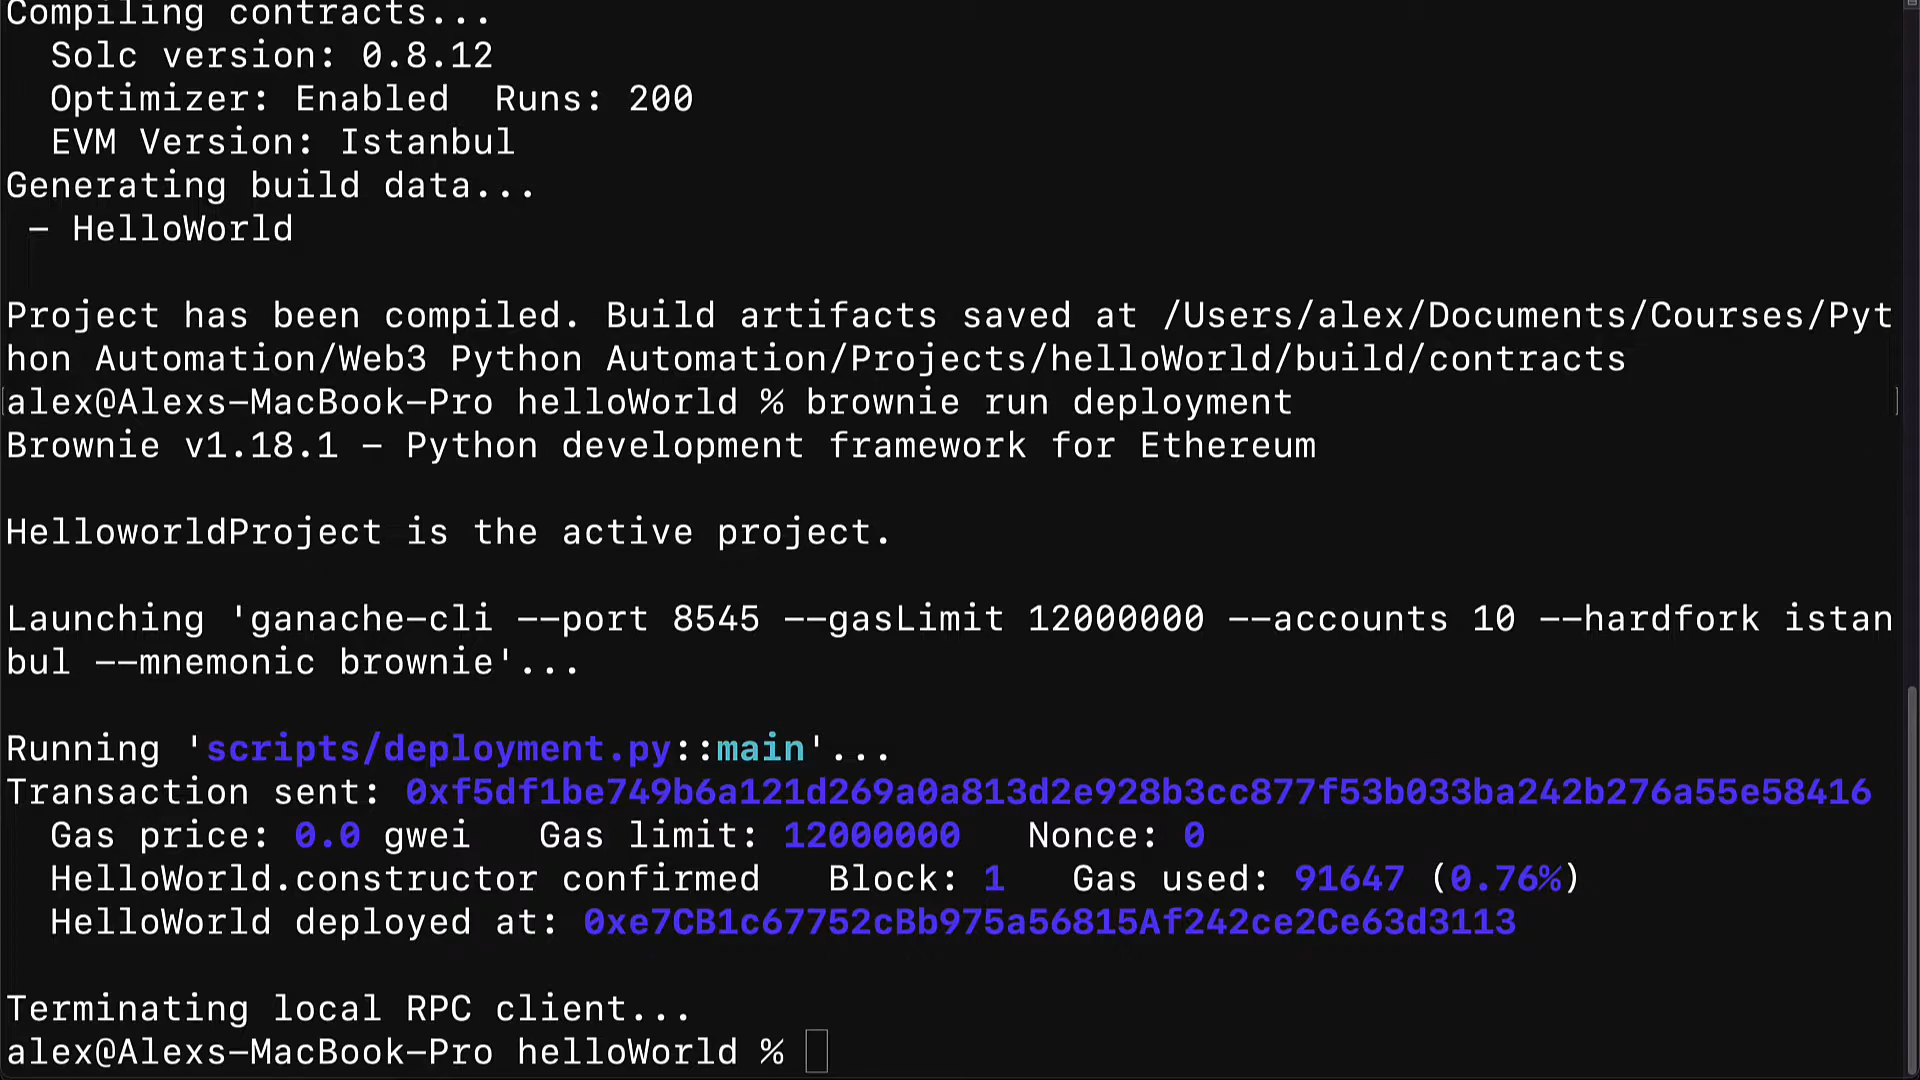 Compiling contracts...
  Solc version: 0.8.12
  Optimizer: Enabled  Runs: 200
  EVM Version: Istanbul
Generating build data...
 - HelloWorld

Project has been compiled. Build artifacts saved at /Users/alex/Documents/Courses/Pyt
hon Automation/Web3 Python Automation/Projects/helloWorld/build/contracts
alex@Alexs-MacBook-Pro helloWorld % brownie run deployment
Brownie v1.18.1 - Python development framework for Ethereum

HelloworldProject is the active project.

Launching 'ganache-cli --port 8545 --gasLimit 12000000 --accounts 10 --hardfork istan
bul --mnemonic brownie'...

Running 'scripts/deployment.py::main'...
Transaction sent: 0xf5df1be749b6a121d269a0a813d2e928b3cc877f53b033ba242b276a55e58416
  Gas price: 0.0 gwei   Gas limit: 12000000   Nonce: 0
  HelloWorld.constructor confirmed   Block: 1   Gas used: 91647 (0.76%)
  HelloWorld deployed at: 0xe7CB1c67752cBb975a56815Af242ce2Ce63d3113

Terminating local RPC client...
alex@Alexs-MacBook-Pro helloWorld %